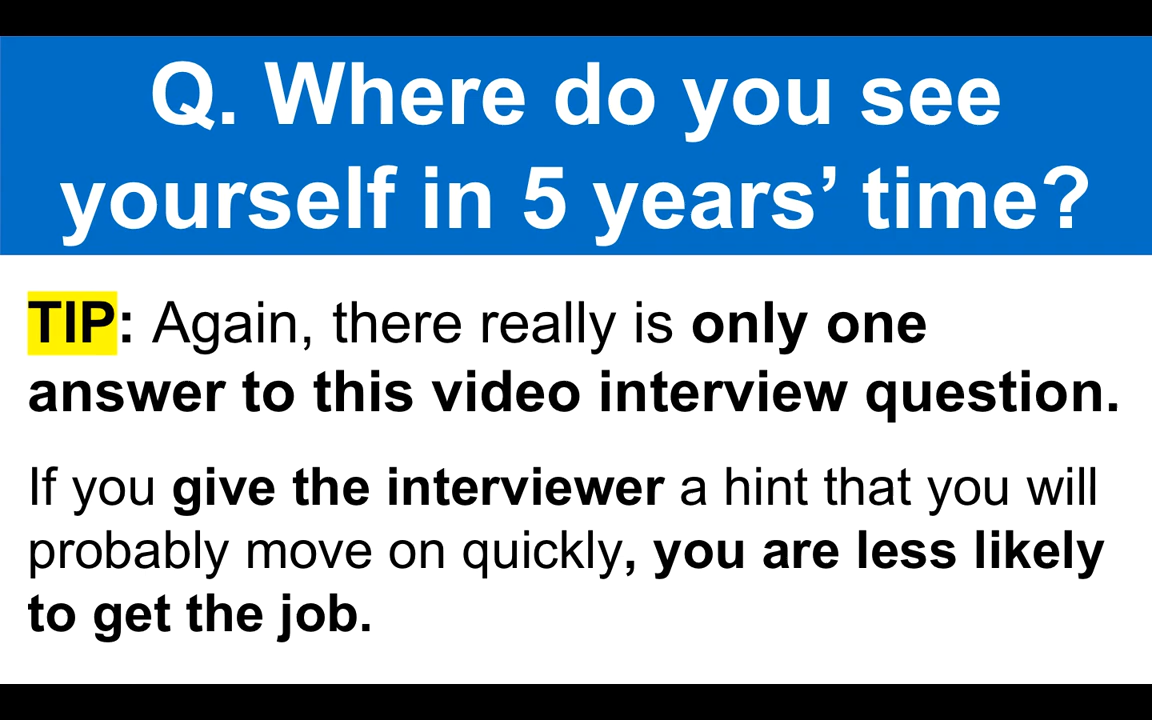 Q. Where do you see
yourself in 5 years’ time?
TIP: Again, there really is only one
answer to this video interview question.
If you give the interviewer a hint that you will
probably move on quickly, you are less likely
to get the job.